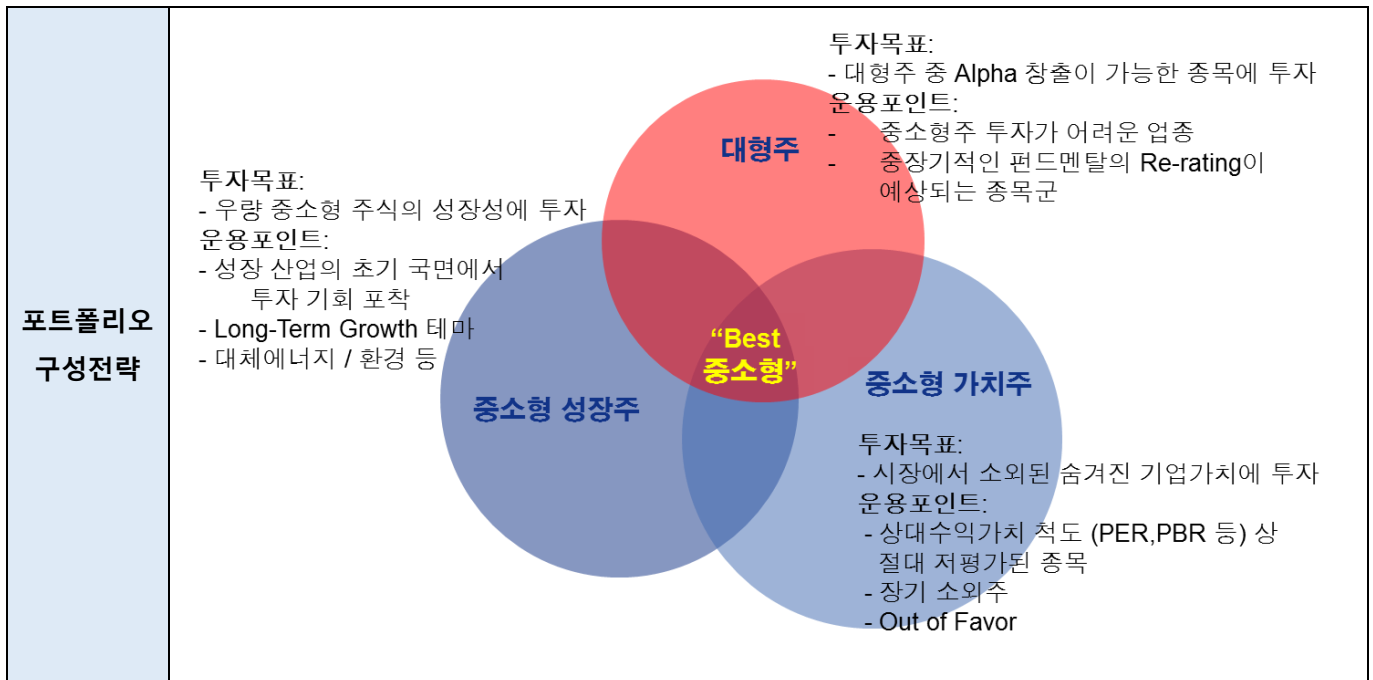 포트폴리오
구성전략
투자목표:
- 대형주 중 Alpha 창출이 가능한 종목에 투자
운용포인트:
- 중소형주 투자가 어려운 업종
- 중장기적인 펀드멘탈의 Re-rating이
예상되는 종목군
대형주
투자목표:
- 우량 중소형 주식의 성장성에 투자
운용포인트:
- 성장 산업의 초기 국면에서
투자 기회 포착
- Long-Term Growth 테마
- 대체에너지 / 환경 등
중소형 성장주
“Best
중소형”
중소형 가치주
투자목표:
- 시장에서 소외된 숨겨진 기업가치에 투자
운용포인트:
- 상대수익가치 척도 (PER,PBR 등) 상
절대 저평가된 종목
- 장기 소외주
- Out of Favor